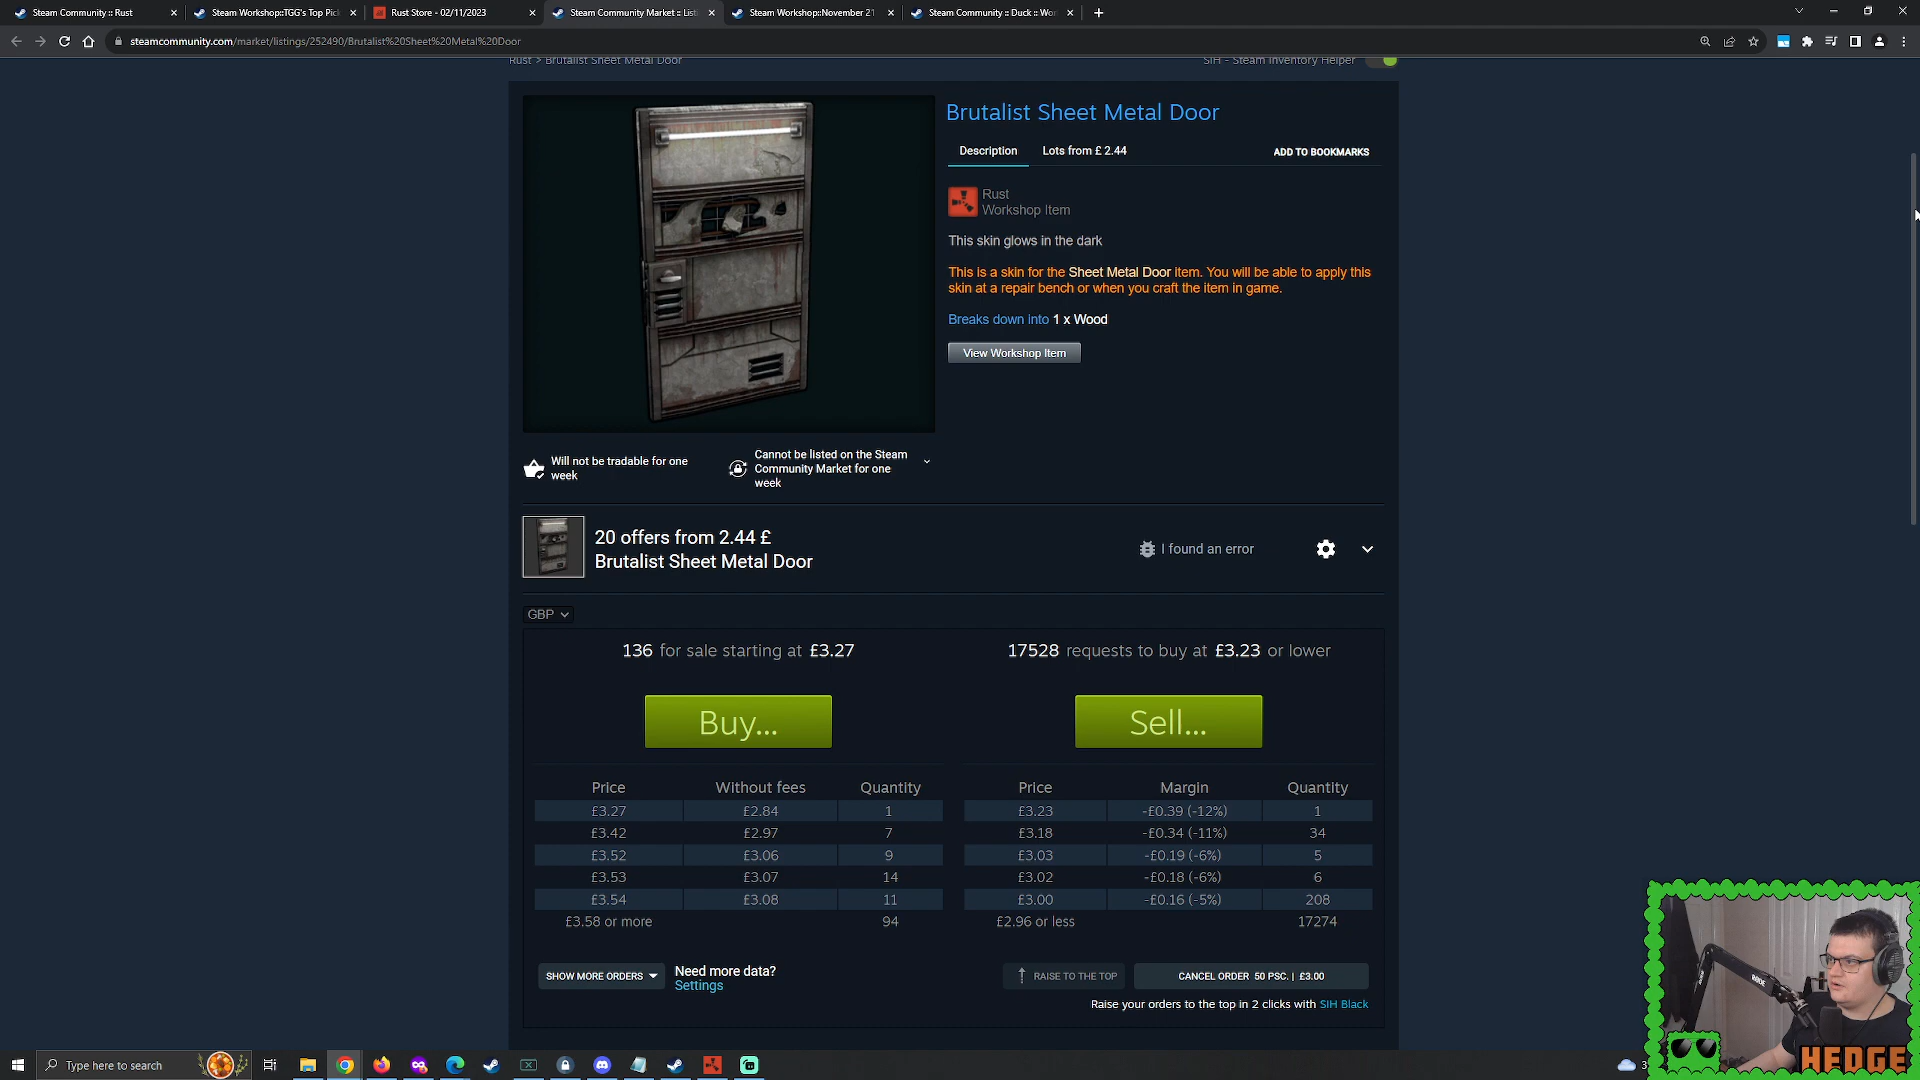 Steam Community :: Rust
Steam Workshop::TGG's Top Pic
Rust Store - 02/11/2023
Steam Community Market :: Listi
Steam Workshop::November 21
Steam Community :: Duck :: Wor
steamcommunity.com/market/listings/252490/Brutalist%20Sheet%20Metal%20Door
Rust > Brutalist Sheet Metal Door
SIH - Steam Inventory Helper
Brutalist Sheet Metal Door
Description
Lots from £ 2.44
ADD TO BOOKMARKS
Rust
Workshop Item
This skin glows in the dark
This is a skin for the Sheet Metal Door item. You will be able to apply this
skin at a repair bench or when you craft the item in game.
Breaks down into 1 x Wood
View Workshop Item
Will not be tradable for one
week
Cannot be listed on the Steam
Community Market for one
week
20 offers from 2.44 £
Brutalist Sheet Metal Door
I found an error
GBP
136 for sale starting at £3.27
17528 requests to buy at £3.23 or lower
Buy...
Sell...
Price Without fees Quantity
£3.27 £2.84 1
£3.42 £2.97 7
£3.52 £3.06 9
£3.53 £3.07 14
£3.54 £3.08 11
£3.58 or more 94
Price Margin Quantity
£3.23 -£0.39 (-12%) 1
£3.18 -£0.34 (-11%) 34
£3.03 -£0.19 (-6%) 5
£3.02 -£0.18 (-6%) 6
£3.00 -£0.16 (-5%) 208
£2.96 or less 17274
SHOW MORE ORDERS
Need more data?
Settings
RAISE TO THE TOP
CANCEL ORDER 50 PSC. | £3.00
Raise your orders to the top in 2 clicks with SIH Black
Type here to search
RØDE
HEDGE